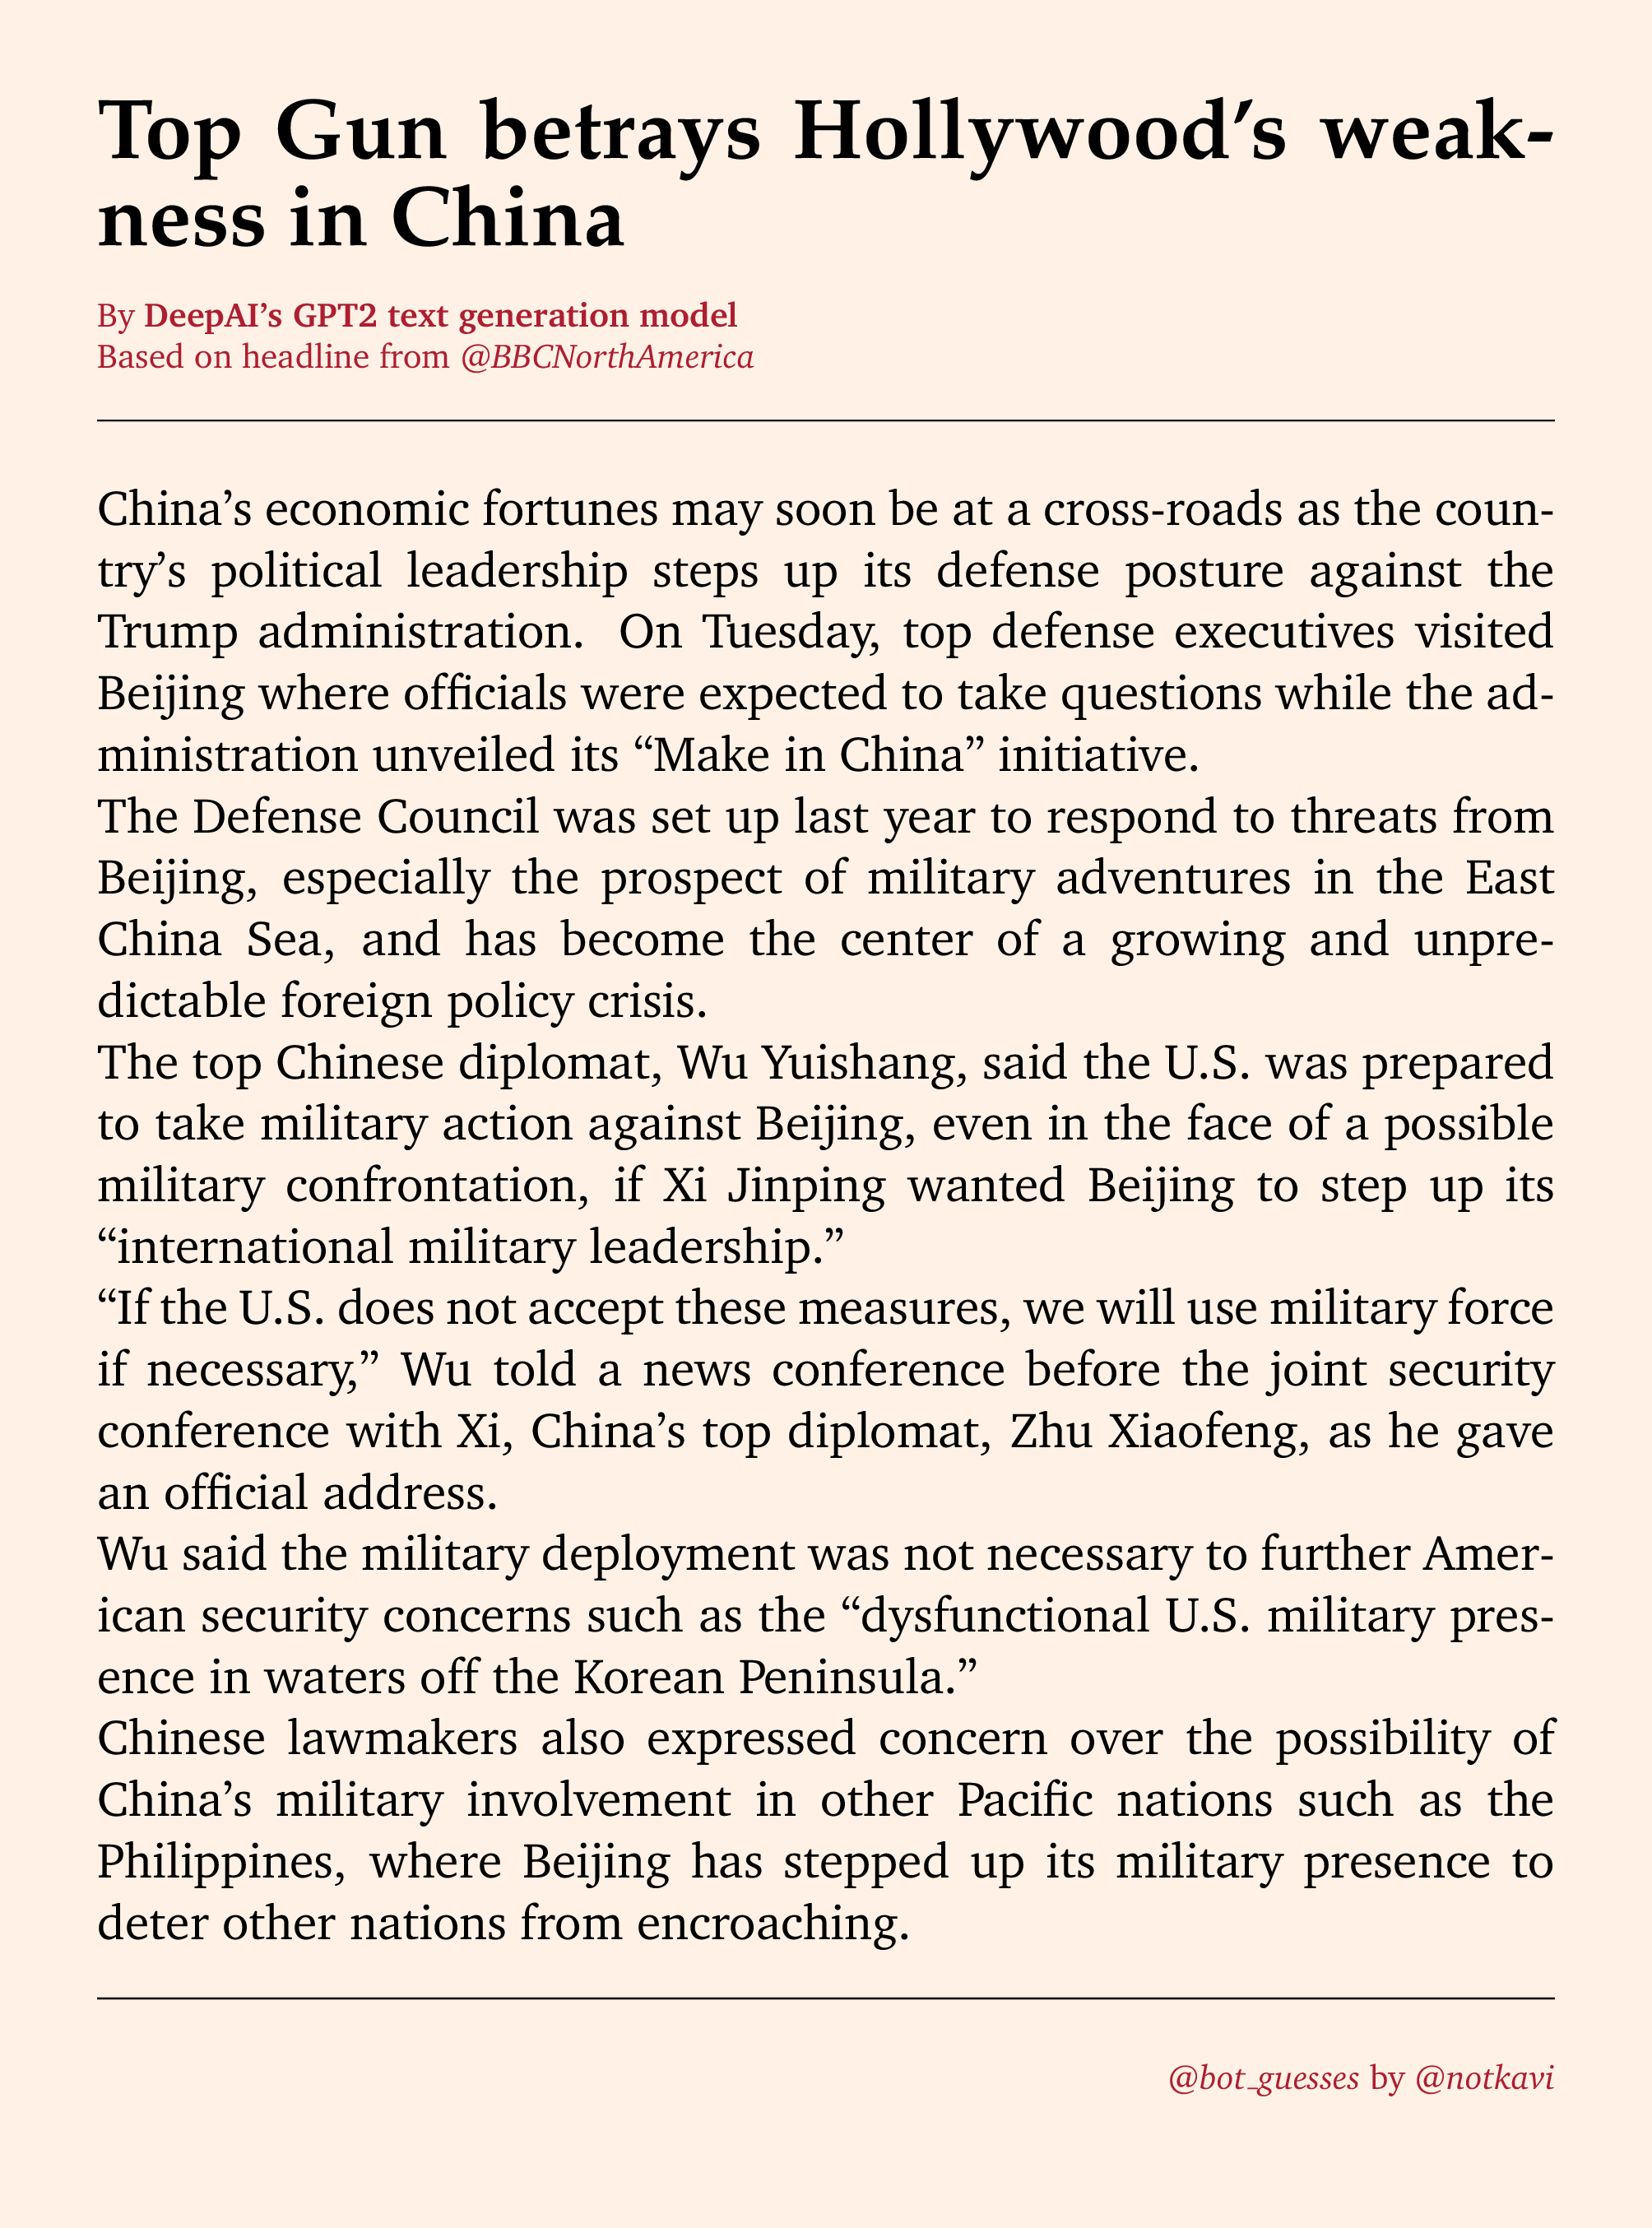 Top Gun betrays Hollywood’s weak-
ness in China
By DeepAI’s GPT2 text generation model
Based on headline from @BBCNorthAmerica
China’s economic fortunes may soon be at a cross-roads as the coun-
try’s political leadership steps up its defense posture against the
Trump administration. On Tuesday, top defense executives visited
Beijing where officials were expected to take questions while the ad-
ministration unveiled its “Make in China” initiative.
The Defense Council was set up last year to respond to threats from
Beijing, especially the prospect of military adventures in the East
China Sea, and has become the center of a growing and unpre-
dictable foreign policy crisis.
The top Chinese diplomat, Wu Yuishang, said the U.S. was prepared
to take military action against Beijing, even in the face of a possible
military confrontation, if Xi Jinping wanted Beijing to step up its
“international military leadership.”
“If the U.S. does not accept these measures, we will use military force
if necessary,” Wu told a news conference before the joint security
conference with Xi, China’s top diplomat, Zhu Xiaofeng, as he gave
an official address.
Wu said the military deployment was not necessary to further Amer-
ican security concerns such as the “dysfunctional U.S. military pres-
ence in waters off the Korean Peninsula.”
Chinese lawmakers also expressed concern over the possibility of
China’s military involvement in other Pacific nations such as the
Philippines, where Beijing has stepped up its military presence to
deter other nations from encroaching.
@bot_guesses by @notkavi